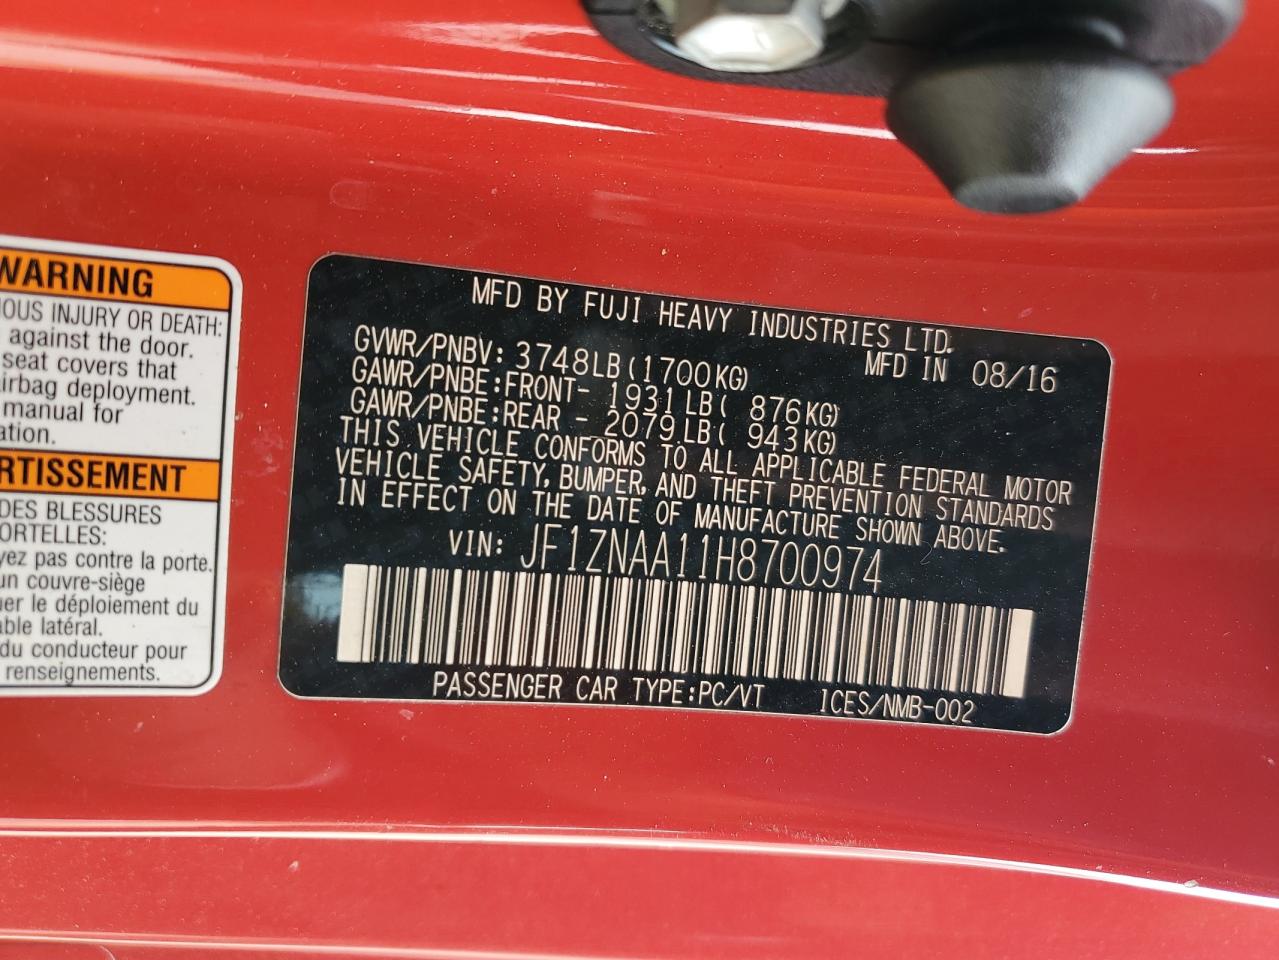 WARNING
IOUS INJURY OR DEATH:
against the door.
seat covers that
irbag deployment.
manual for
ation.
RTISSEMENT
DES BLESSURES
ORTELLES:
yez pas contre la porte.
un couvre-siège
uer le déploiement du
able latéral.
du conducteur pour
renseignements.
MFD BY FUJI HEAVY INDUSTRIES LTD.
GVWR/PNBV: 3748LB(1700KG) MFD IN 08/16
GAWR/PNBE:FRONT- 1931LB( 876KG)
GAWR/PNBE:REAR - 2079LB( 943KG)
THIS VEHICLE CONFORMS TO ALL APPLICABLE FEDERAL MOTOR
VEHICLE SAFETY, BUMPER, AND THEFT PREVENTION STANDARDS
IN EFFECT ON THE DATE OF MANUFACTURE SHOWN ABOVE.
VIN: JF1ZNAA11H8700974
PASSENGER CAR TYPE:PC/VT ICES/NMB-002